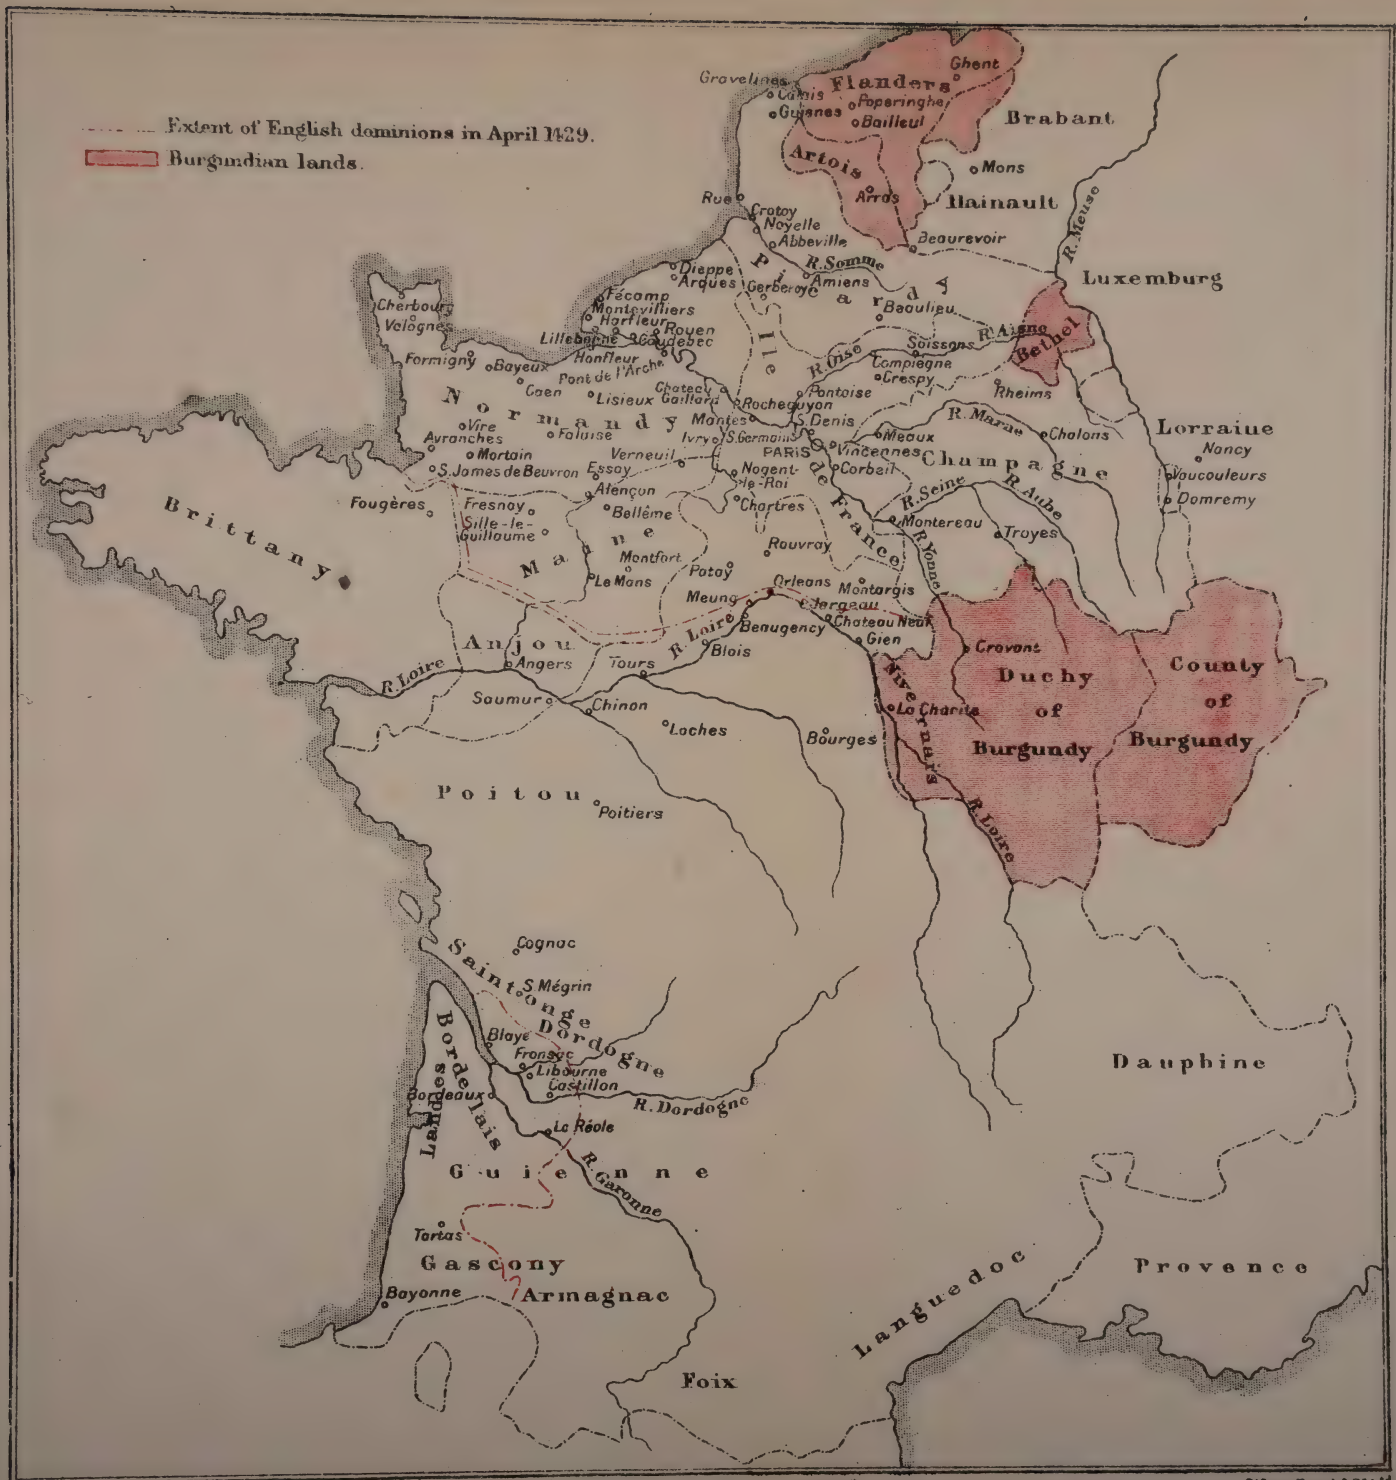 Extent of English dominions in April 1429.
Burgundian lands.
Gravelines
Calais
Guisnes
Flanders
Ghent
Poperinghe
Bailleul
Brabant
Artois
Arras
Mons
Hainault
Rue
Crotoy
Noyelle
Abbeville
Beaurevoir
R. Meuse
Luxemburg
Dieppe
Arques
Picardy
R. Somme
Amiens
Gerberoye
Beaulieu
Cherbourg
Valognes
Fécamp
Montivilliers
Harfleur
Rouen
Lillebonne
Caudebec
Honfleur
Pont de l'Arche
Formigny
Bayeux
Caen
Lisieux
Chateau
Gaillard
Ile de France
R. Oise
Soissons
R. Aisne
Compiegne
Crespy
Rethel
Rheims
Normandy
Vire
Avranches
Falaise
Mortain
S. James de Beuvron
Essay
Verneuil
Ivry
Mantes
Rocheguyon
Pontoise
S. Denis
S. Germains
PARIS
Vincennes
Meaux
R. Marne
Chalons
Corbeil
Champagne
Lorraine
Nancy
Vaucouleurs
Domremy
Nogent-
le-Roi
Chartres
R. Seine
R. Aube
Montereau
Troyes
R. Yonne
Brittany
Fougères
Fresnay
Sille-le-
Guillaume
Alençon
Bellême
Maine
Montfort
Le Mans
Rouvray
Patay
Orleans
Montargis
Meung
Jergeau
Chateau Neuf
Beaugency
Gien
R. Loire
Blois
Anjou
Angers
Tours
R. Loire
Saumur
Chinon
Loches
Bourges
Cravant
Duchy
of
Burgundy
County
of
Burgundy
Nivernais
La Charite
R. Loire
Poitou
Poitiers
Cognac
Saintonge
S. Mégrin
Dordogne
Blaye
Fronsac
Libourne
Castillon
Bordelais
Landes
Bordeaux
R. Dordogne
La Réole
Guienne
R. Garonne
Tartas
Gascony
Bayonne
Armagnac
Foix
Languedoc
Dauphine
Provence